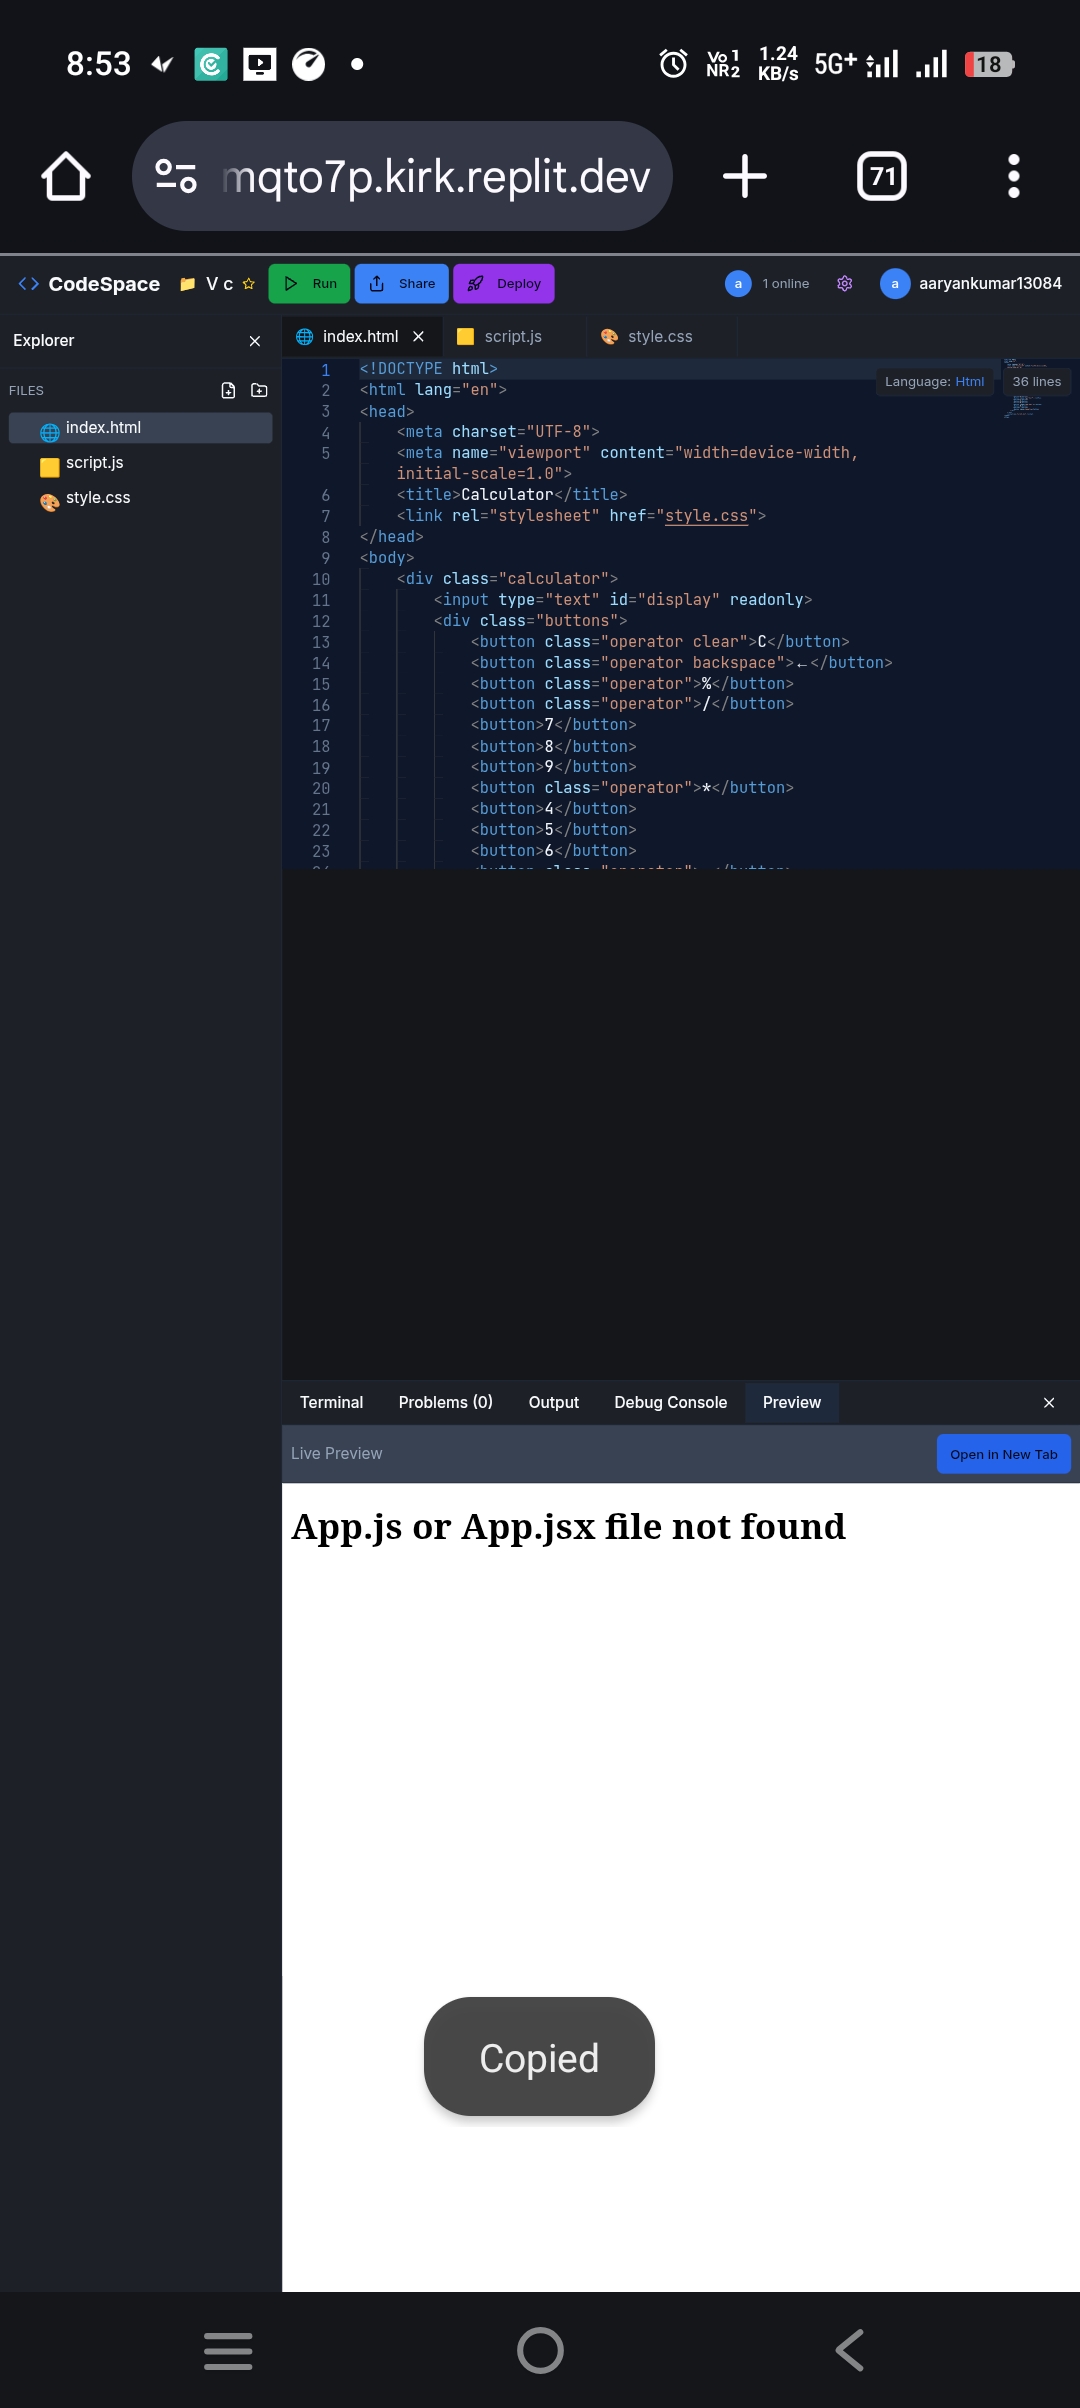 8:53
Vo 1
NR2
1.24
KB/s
5G+
18
mqto7p.kirk.replit.dev
71
CodeSpace
V c
Run
Share
Deploy
a
1 online
a
aaryankumar13084
Explorer
index.html
script.js
style.css
FILES
index.html
script.js
style.css
Language: Html
36 lines
1 <!DOCTYPE html>
2 <html lang="en">
3 <head>
4 <meta charset="UTF-8">
5 <meta name="viewport" content="width=device-width,
initial-scale=1.0">
6 <title>Calculator</title>
7 <link rel="stylesheet" href="style.css">
8 </head>
9 <body>
10 <div class="calculator">
11 <input type="text" id="display" readonly>
12 <div class="buttons">
13 <button class="operator clear">C</button>
14 <button class="operator backspace">←</button>
15 <button class="operator">%</button>
16 <button class="operator">/</button>
17 <button>7</button>
18 <button>8</button>
19 <button>9</button>
20 <button class="operator">*</button>
21 <button>4</button>
22 <button>5</button>
23 <button>6</button>
Terminal
Problems (0)
Output
Debug Console
Preview
Live Preview
Open in New Tab
App.js or App.jsx file not found
Copied